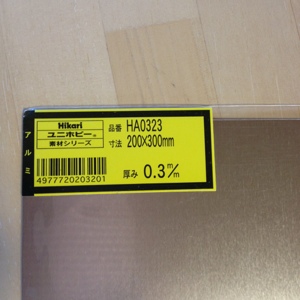 アルミ
Hikari
ユニホビー®
素材シリーズ
4977720203201
品番 HA0323
寸法 200×300mm
厚み 0.3m/m